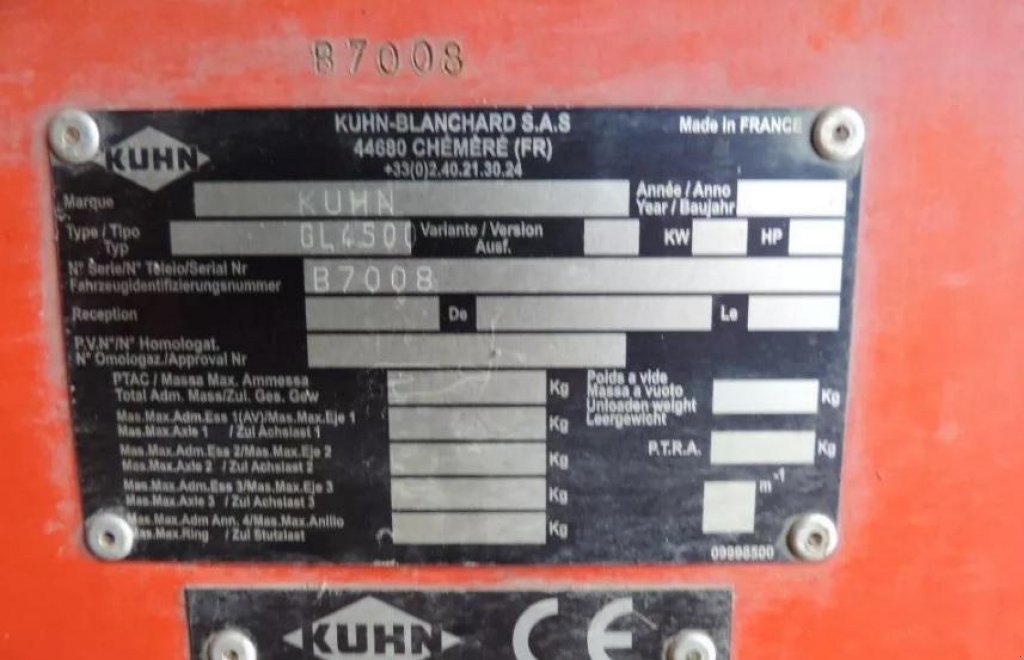 B7008
KUHN
KUHN-BLANCHARD S.A.S
44680 CHÉMÉRÉ (FR)
+33(0)2.40.21.30.24
Made in FRANCE
Marque KUHN
Année / Anno
Year / Baujahr
Type / Tipo
Typ
GL4500
Variante / Version
Ausf.
KW
HP
N° Serie/N° Telaio/Serial Nr
Fahrzeugidentifizierungsnummer
B7008
Reception
De
Le
P.V.N°/N° Homologat.
N° Omologaz./Approval Nr
PTAC / Massa Max. Ammessa
Total Adm. Mass/Zul. Ges. Gew
Kg
Poids a vide
Massa a vuoto
Unloaden weight
Leergewicht
Kg
Mas.Max.Adm.Ess 1(AV)/Mas.Max.Eje 1
Mas.Max.Axle 1 / Zul Achslast 1
Kg
Mas.Max.Adm.Ess 2/Mas.Max.Eje 2
Mas.Max.Axle 2 / Zul Achslast 2
Kg
P.T.R.A.
Kg
Mas.Max.Adm.Ess 3/Mas.Max.Eje 3
Mas.Max.Axle 3 / Zul Achslast 3
Kg
m⁻¹
Mas.Max.Adm Ann. 4/Mas.Max.Anillo
Mas.Max.Ring / Zul Stutzlast
Kg
09998500
KUHN
CE